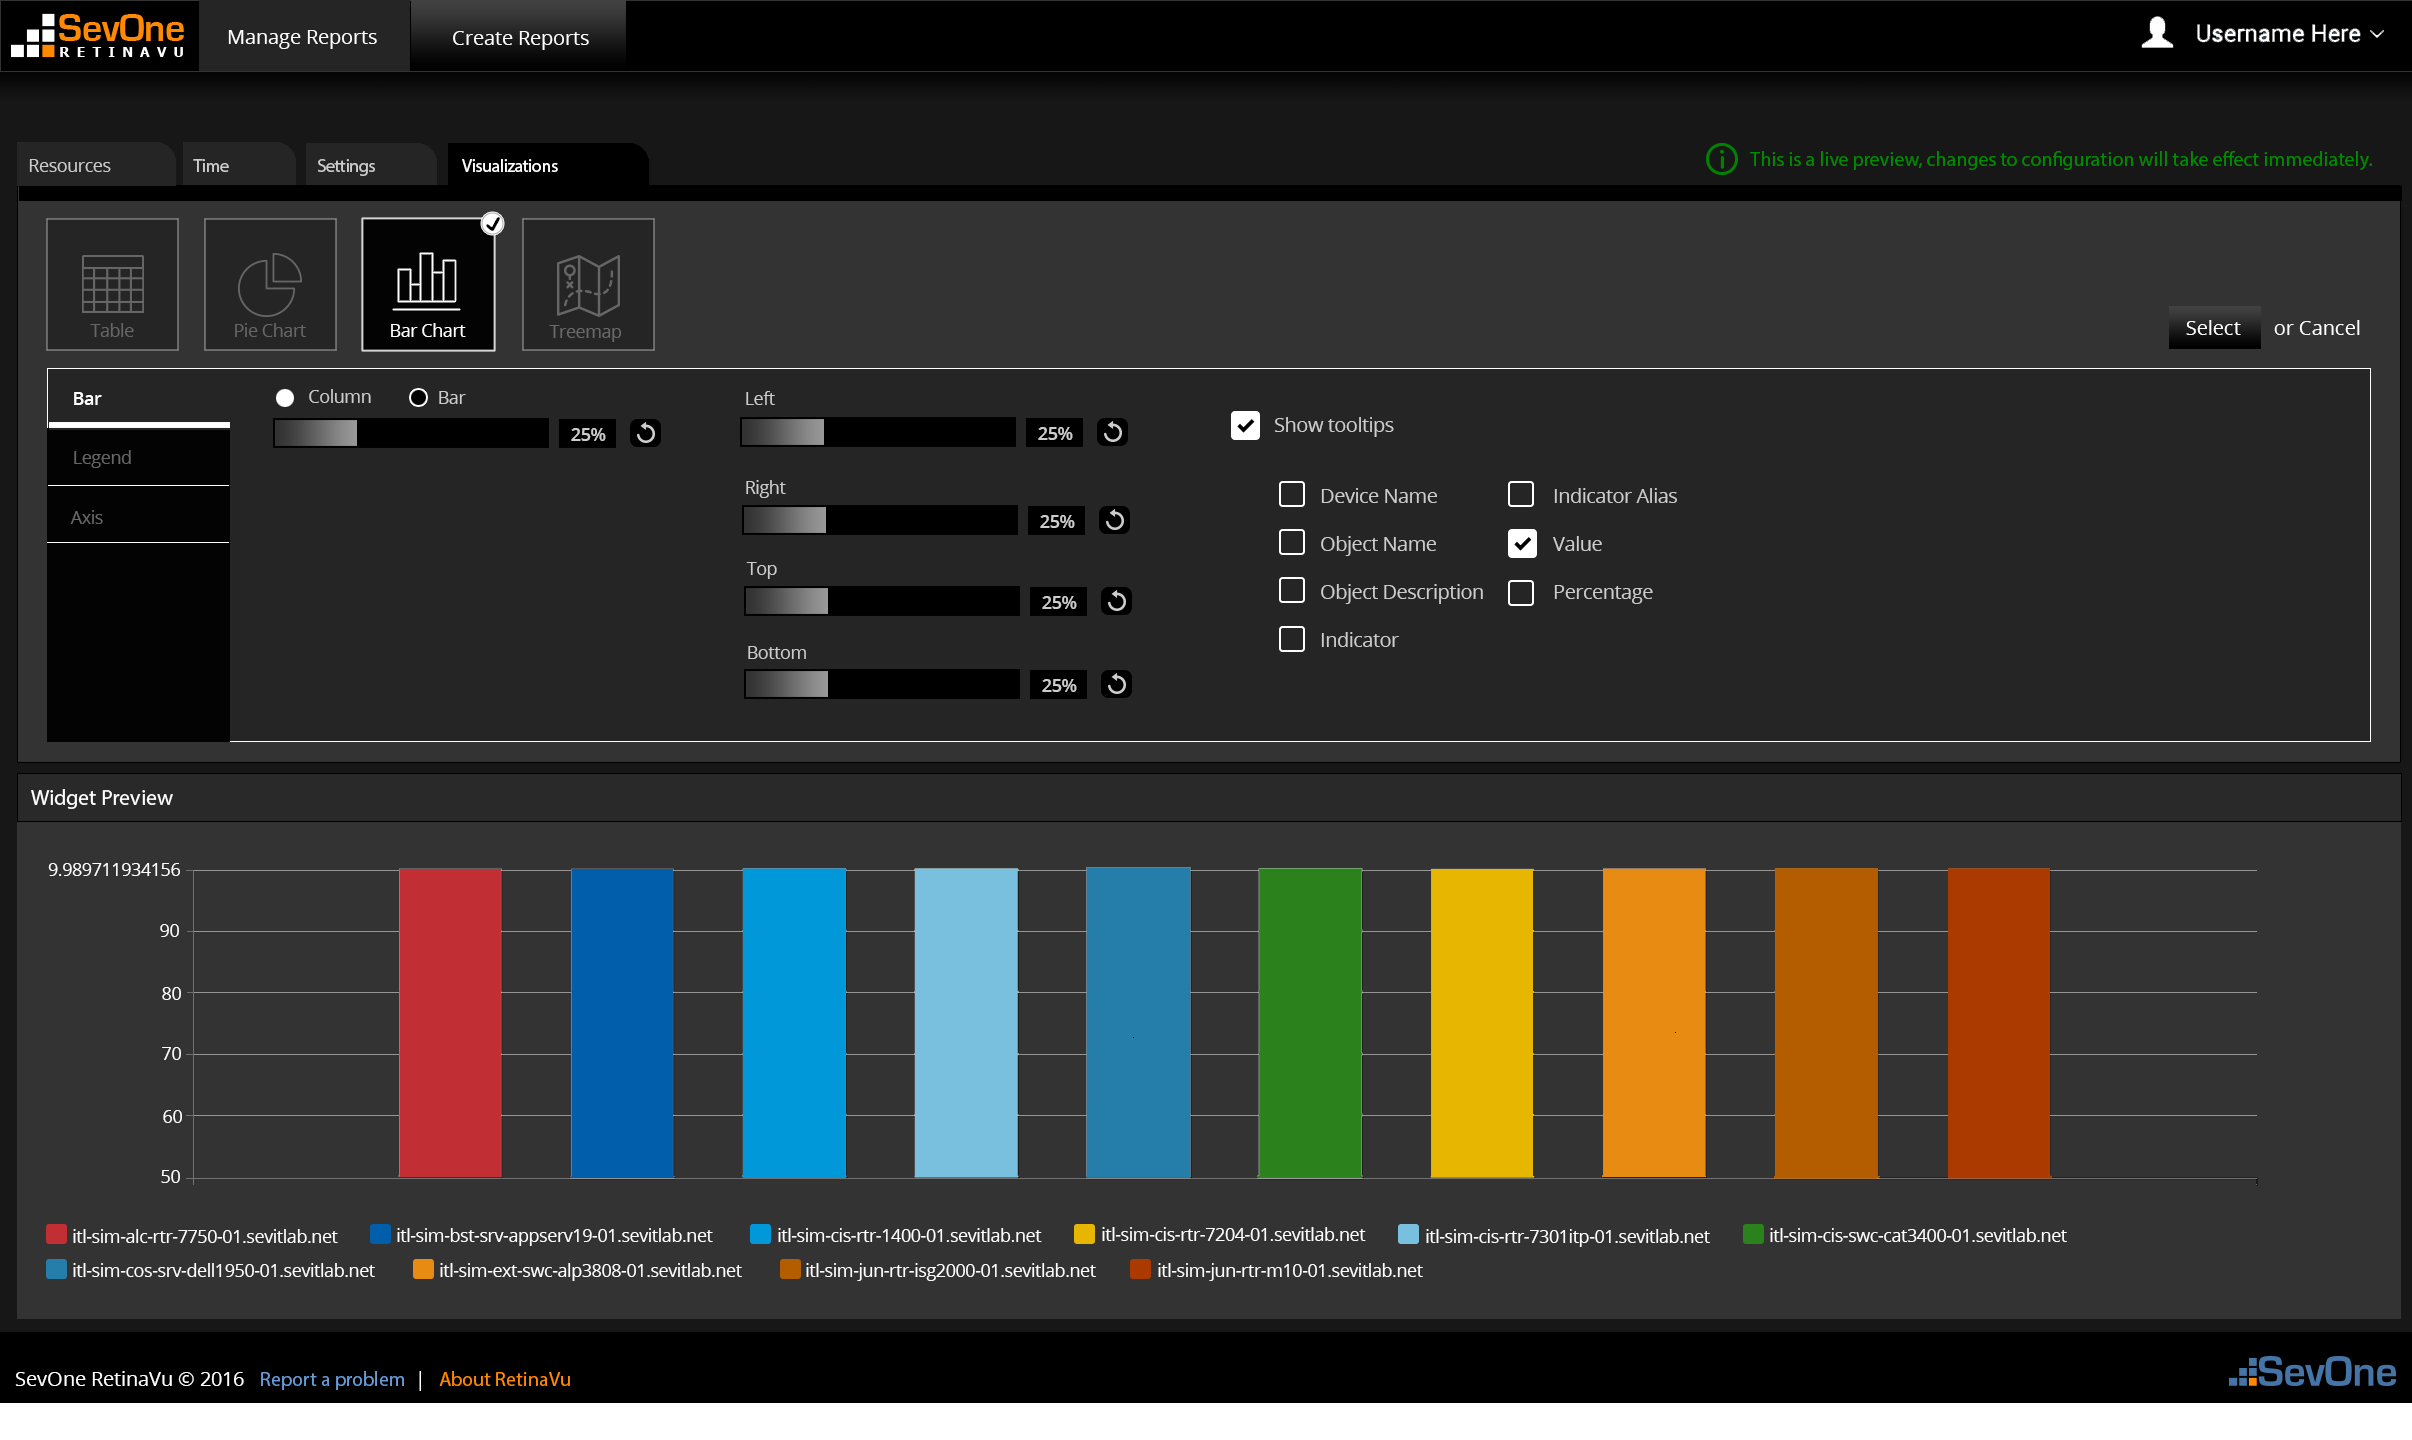 SevOne
RETINAVU
Manage Reports
Create Reports
Username Here
Resources
Time
Settings
Visualizations
This is a live preview, changes to configuration will take effect immediately.
Table
Pie Chart
Bar Chart
Treemap
Select or Cancel
Bar
Legend
Axis
Column
Bar
25%
Left
25%
Right
25%
Top
25%
Bottom
25%
Show tooltips
Device Name
Indicator Alias
Object Name
Value
Object Description
Percentage
Indicator
Widget Preview
9.989711934156
90
80
70
60
50
itl-sim-alc-rtr-7750-01.sevitlab.net
itl-sim-bst-srv-appserv19-01.sevitlab.net
itl-sim-cis-rtr-1400-01.sevitlab.net
itl-sim-cis-rtr-7204-01.sevitlab.net
itl-sim-cis-rtr-7301itp-01.sevitlab.net
itl-sim-cis-swc-cat3400-01.sevitlab.net
itl-sim-cos-srv-dell1950-01.sevitlab.net
itl-sim-ext-swc-alp3808-01.sevitlab.net
itl-sim-jun-rtr-isg2000-01.sevitlab.net
itl-sim-jun-rtr-m10-01.sevitlab.net
SevOne RetinaVu © 2016 Report a problem | About RetinaVu
SevOne